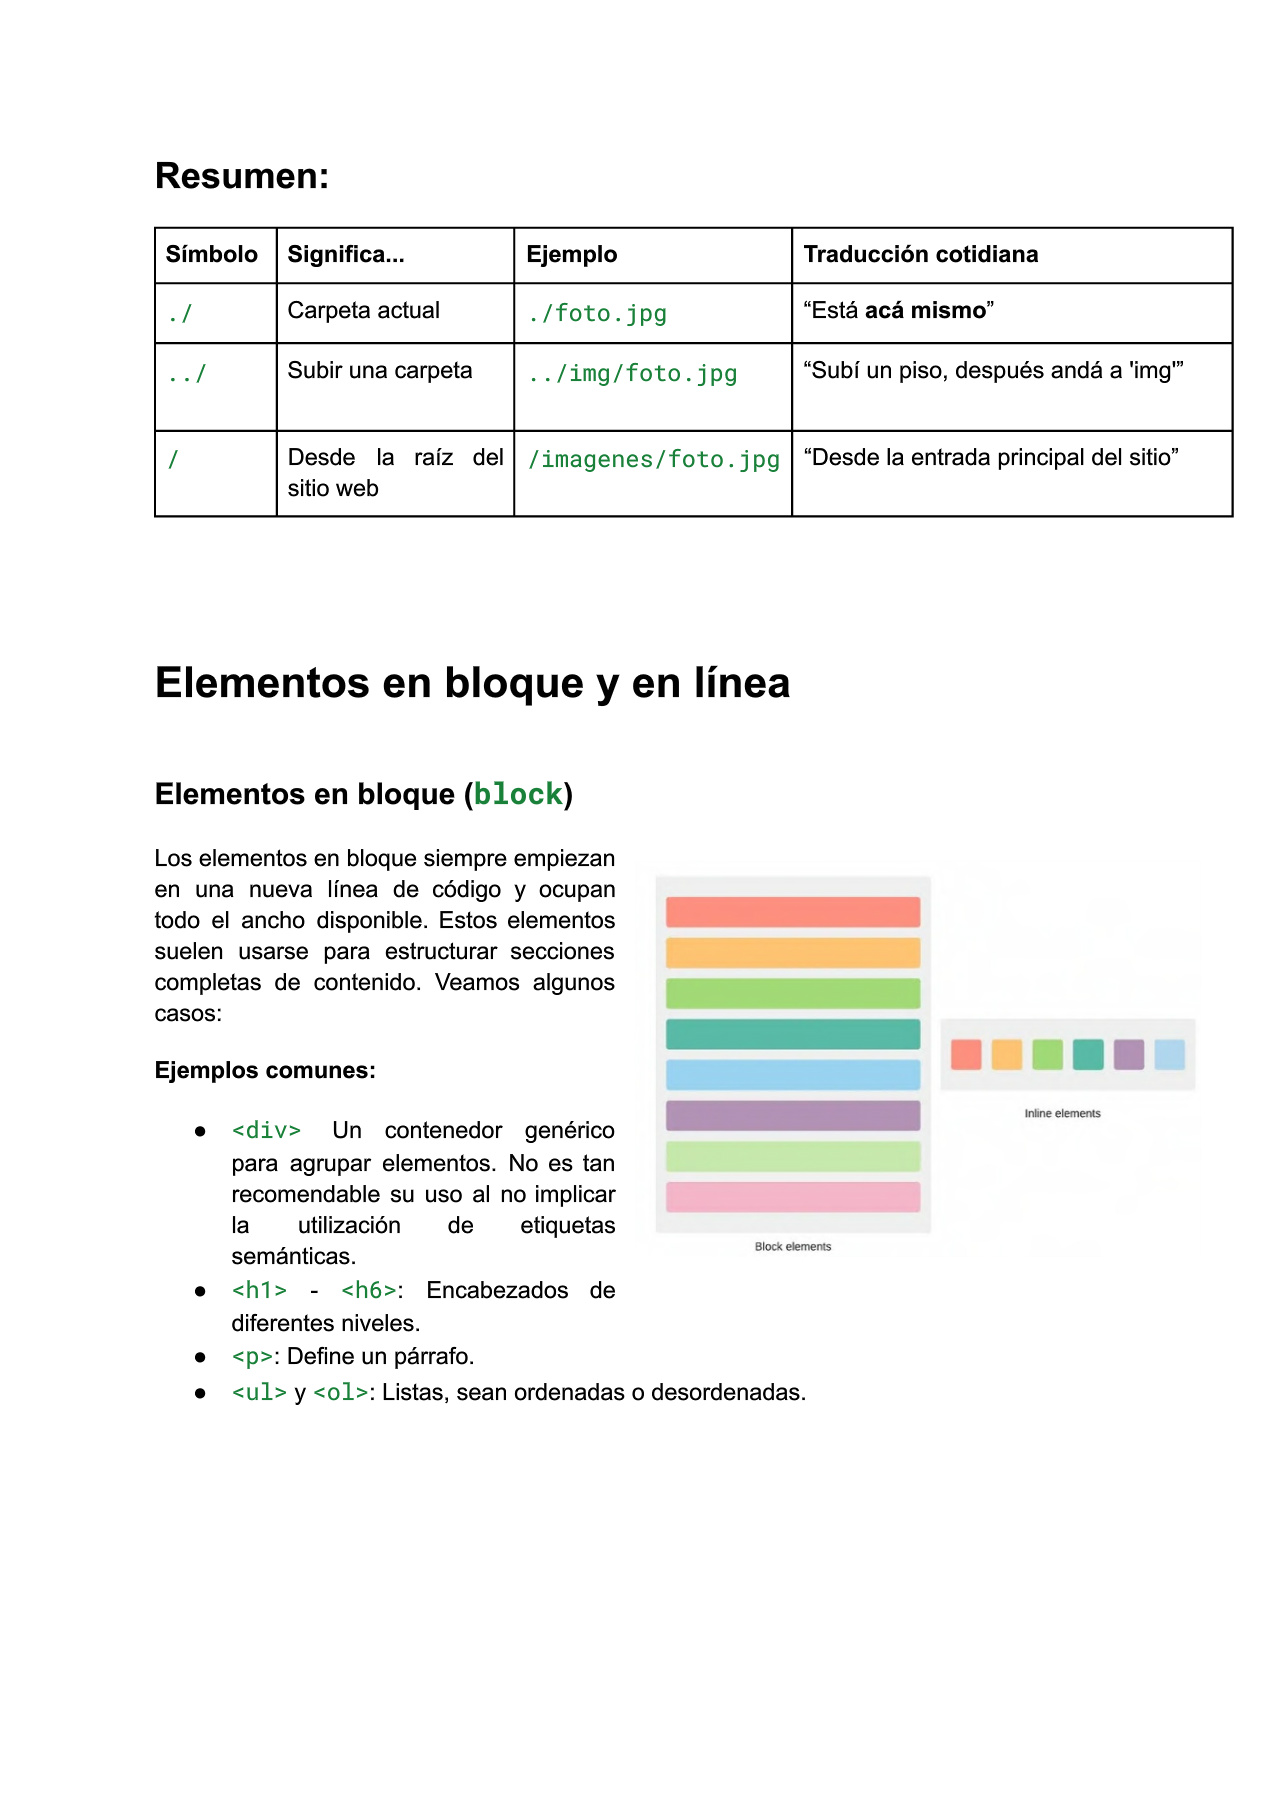 Resumen:
Símbolo Significa... Ejemplo Traducción cotidiana
./ Carpeta actual ./foto.jpg “Está acá mismo”
../ Subir una carpeta ../img/foto.jpg “Subí un piso, después andá a 'img'”
/ Desde la raíz del /imagenes/foto.jpg “Desde la entrada principal del sitio”
sitio web
Elementos en bloque y en línea
Elementos en bloque (block)
Los elementos en bloque siempre empiezan
en una nueva línea de código y ocupan
todo el ancho disponible. Estos elementos
suelen usarse para estructurar secciones
completas de contenido. Veamos algunos
casos:
Ejemplos comunes:
● <div> Un contenedor genérico
para agrupar elementos. No es tan
recomendable su uso al no implicar
la utilización de etiquetas
semánticas.
● <h1> - <h6>: Encabezados de
diferentes niveles.
● <p>: Define un párrafo.
● <ul> y <ol>: Listas, sean ordenadas o desordenadas.
Block elements
Inline elements